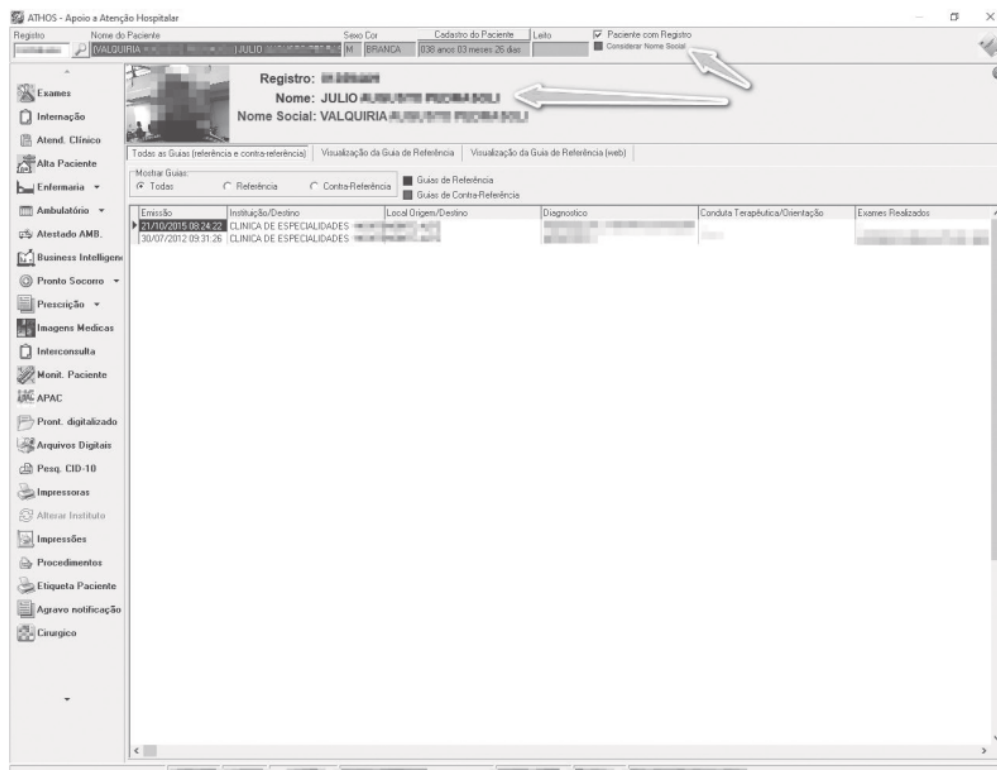 ATHOS - Apoio a Atenção Hospitalar
Registro Nome do Paciente Sexo Cor Cadastro do Paciente Leito Paciente com Registro
(VALQUIRIA )JULIO M BRANCA 038 anos 03 meses 26 dias Considerar Nome Social
Registro:
Nome: JULIO
Nome Social: VALQUIRIA
Todas as Guias (referência e contra-referência) Visualização da Guia de Referência Visualização da Guia de Referência (web)
Mostrar Guias:
Todas Referência Contra-Referência
Guias de Referência
Guias de Contra-Referência
Emissão Instituição/Destino Local Origem/Destino Diagnostico Conduta Terapêutica/Orientação Exames Realizados
21/10/2015 08:24:22 CLINICA DE ESPECIALIDADES
30/07/2012 09:31:26 CLINICA DE ESPECIALIDADES
Exames
Internação
Atend. Clínico
Alta Paciente
Enfermaria
Ambulatório
Atestado AMB.
Business Intelligen
Pronto Socorro
Prescrição
Imagens Medicas
Interconsulta
Monit. Paciente
APAC
Pront. digitalizado
Arquivos Digitais
Pesq. CID-10
Impressoras
Alterar Instituto
Impressões
Procedimentos
Etiqueta Paciente
Agravo notificação
Cirurgico